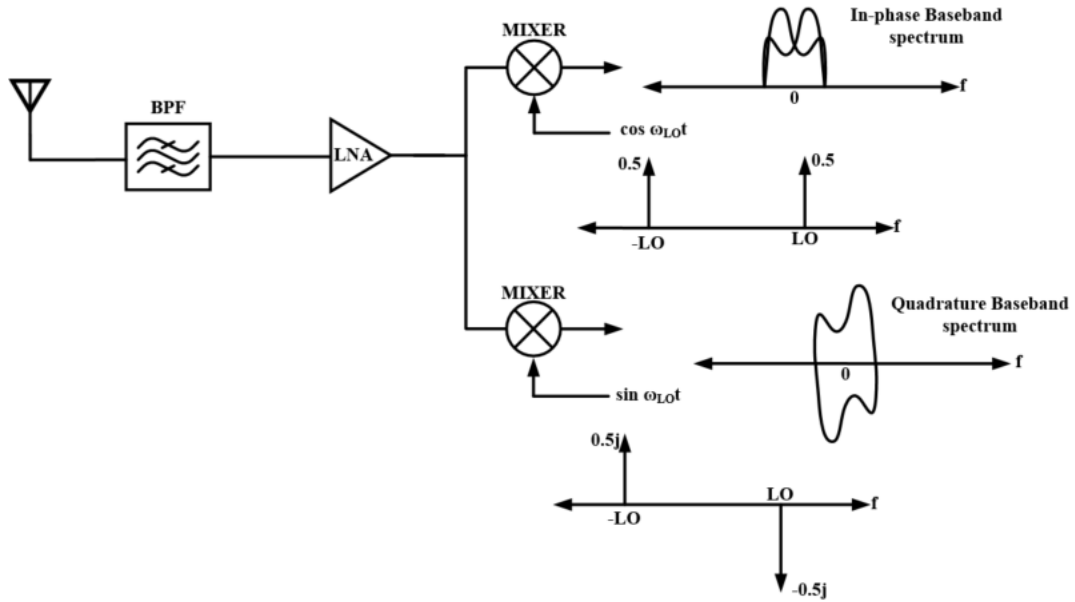 MIXER
In-phase Baseband
spectrum
f
0
BPF
cos ωLOt
LNA
0.5
0.5
f
-LO
LO
MIXER
Quadrature Baseband
spectrum
f
0
sin ωLOt
0.5j
LO
f
-LO
-0.5j